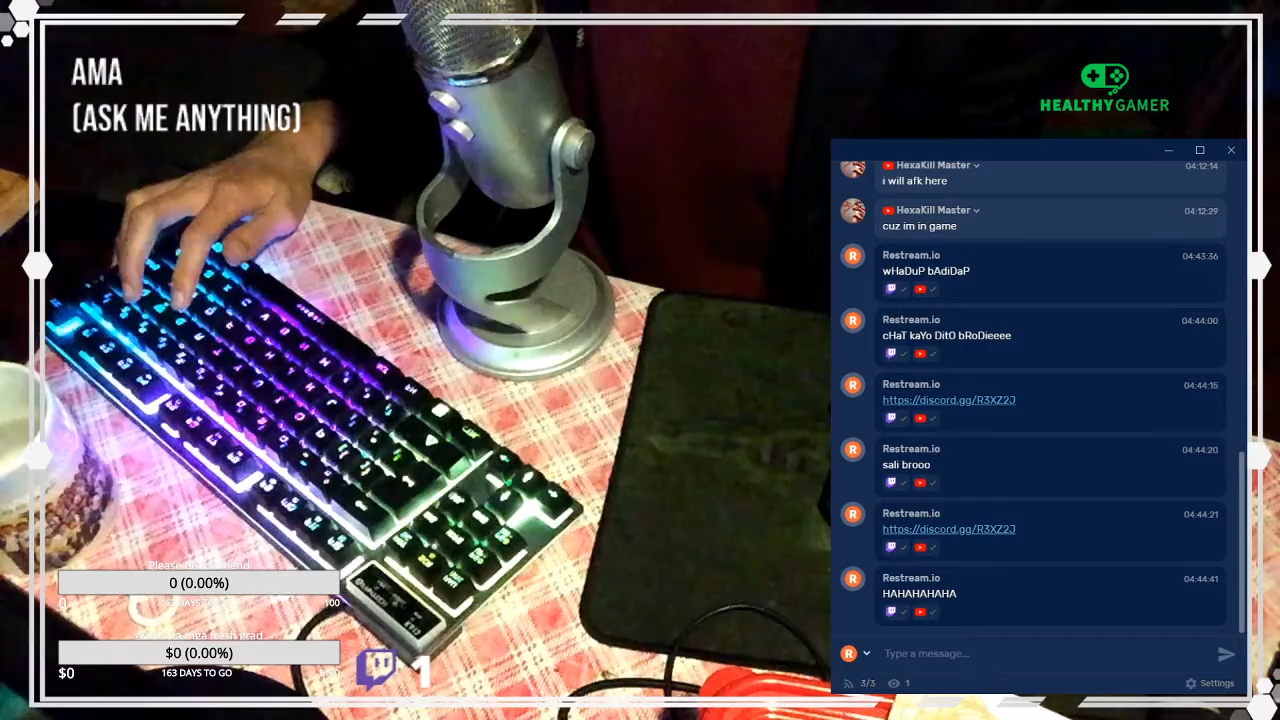 AMA
(ASK ME ANYTHING)
HEALTHYGAMER
HexaKill Master
04:12:14
i will afk here
HexaKill Master
04:12:29
cuz im in game
Restream.io
04:43:36
wHaDuP bAdiDaP
Restream.io
04:44:00
cHaT kaYo DitO bRoDieeee
Restream.io
04:44:15
https://discord.gg/R3XZ2J
Restream.io
04:44:20
sali brooo
Restream.io
04:44:21
https://discord.gg/R3XZ2J
Restream.io
04:44:41
HAHAHAHAHA
Type a message...
3/3
1
Settings
0 (0.00%)
0
100
mga fresh grad
$0 (0.00%)
$0
163 DAYS TO GO
1